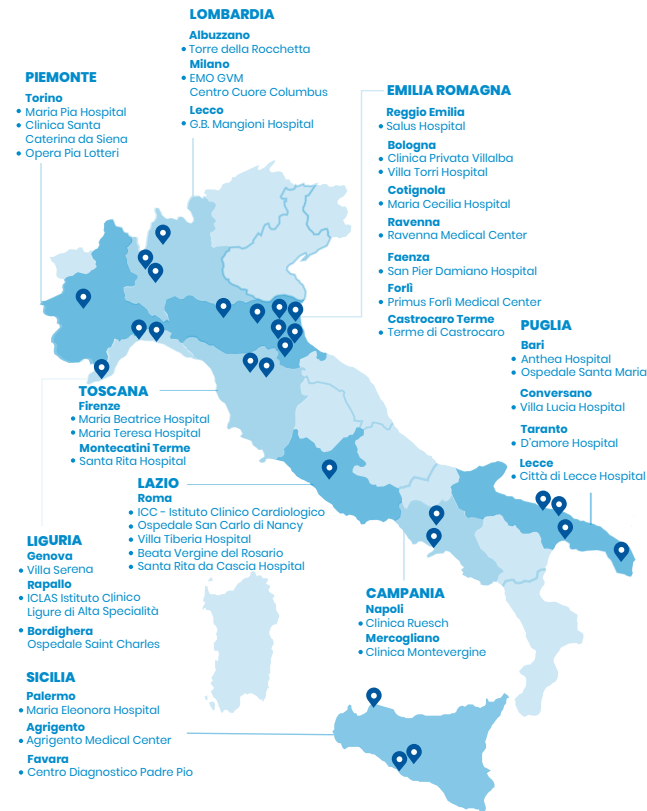 LOMBARDIA
Albuzzano
• Torre della Rocchetta
Milano
• EMO GVM
Centro Cuore Columbus
Lecco
• G.B. Mangioni Hospital
PIEMONTE
Torino
• Maria Pia Hospital
• Clinica Santa
Caterina da Siena
• Opera Pia Lotteri
EMILIA ROMAGNA
Reggio Emilia
• Salus Hospital
Bologna
• Clinica Privata Villalba
• Villa Torri Hospital
Cotignola
• Maria Cecilia Hospital
Ravenna
• Ravenna Medical Center
Faenza
• San Pier Damiano Hospital
Forlì
• Primus Forlì Medical Center
Castrocaro Terme
• Terme di Castrocaro
PUGLIA
Bari
• Anthea Hospital
• Ospedale Santa Maria
Conversano
• Villa Lucia Hospital
Taranto
• D'amore Hospital
Lecce
• Città di Lecce Hospital
TOSCANA
Firenze
• Maria Beatrice Hospital
• Maria Teresa Hospital
Montecatini Terme
• Santa Rita Hospital
LAZIO
Roma
• ICC - Istituto Clinico Cardiologico
• Ospedale San Carlo di Nancy
• Villa Tiberia Hospital
• Beata Vergine del Rosario
• Santa Rita da Cascia Hospital
LIGURIA
Genova
• Villa Serena
Rapallo
• ICLAS Istituto Clinico
Ligure di Alta Specialità
• Bordighera
Ospedale Saint Charles
CAMPANIA
Napoli
• Clinica Ruesch
Mercogliano
• Clinica Montevergine
SICILIA
Palermo
• Maria Eleonora Hospital
Agrigento
• Agrigento Medical Center
Favara
• Centro Diagnostico Padre Pio